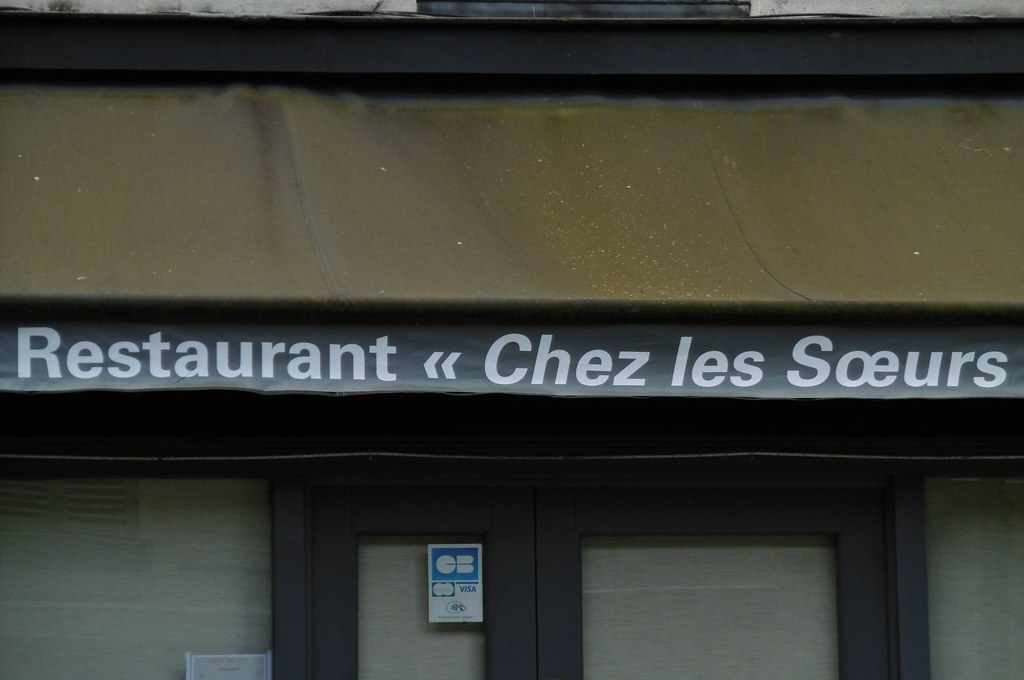 Restaurant « Chez les Sœurs
CB
VISA